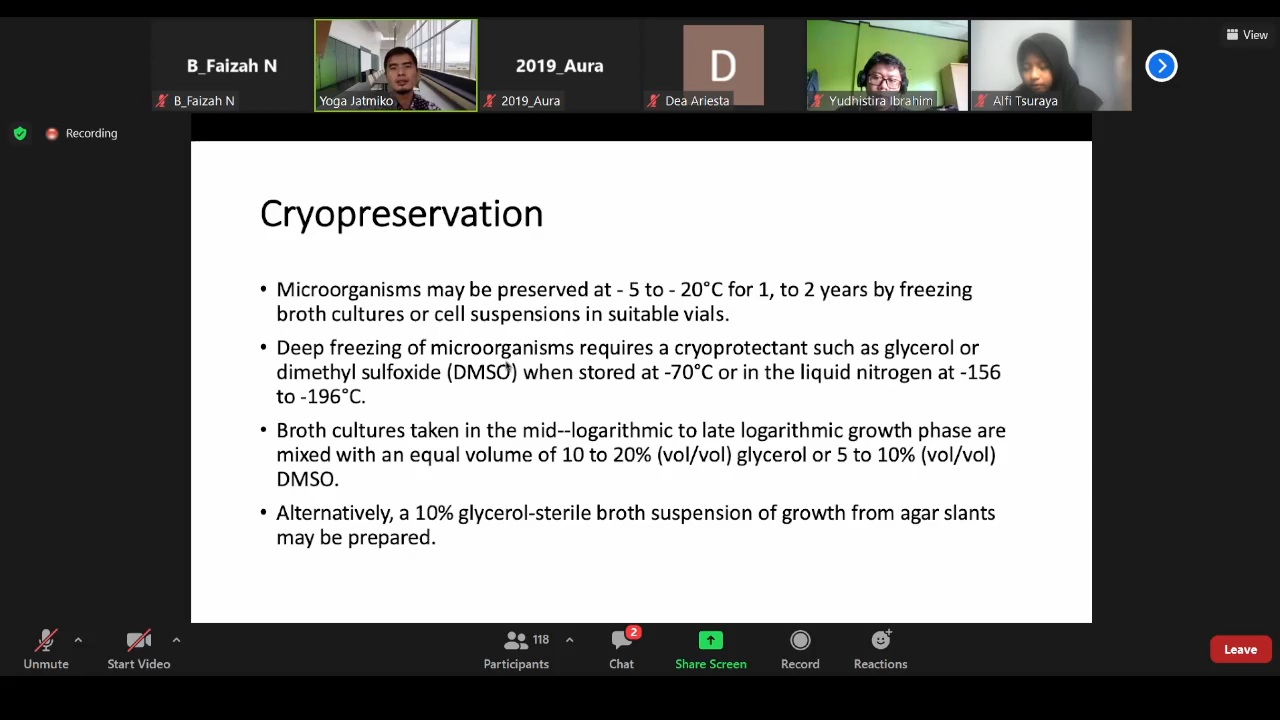 B_Faizah N
2019_Aura
D
View
B_Faizah N
Yoga Jatmiko
2019_Aura
Dea Ariesta
Yudhistira Ibrahim
Alfi Tsuraya
Recording
Cryopreservation
• Microorganisms may be preserved at - 5 to - 20°C for 1, to 2 years by freezing
broth cultures or cell suspensions in suitable vials.
• Deep freezing of microorganisms requires a cryoprotectant such as glycerol or
dimethyl sulfoxide (DMSO) when stored at -70°C or in the liquid nitrogen at -156
to -196°C.
• Broth cultures taken in the mid--logarithmic to late logarithmic growth phase are
mixed with an equal volume of 10 to 20% (vol/vol) glycerol or 5 to 10% (vol/vol)
DMSO.
• Alternatively, a 10% glycerol-sterile broth suspension of growth from agar slants
may be prepared.
118
2
Unmute
Start Video
Participants
Chat
Share Screen
Record
Reactions
Leave